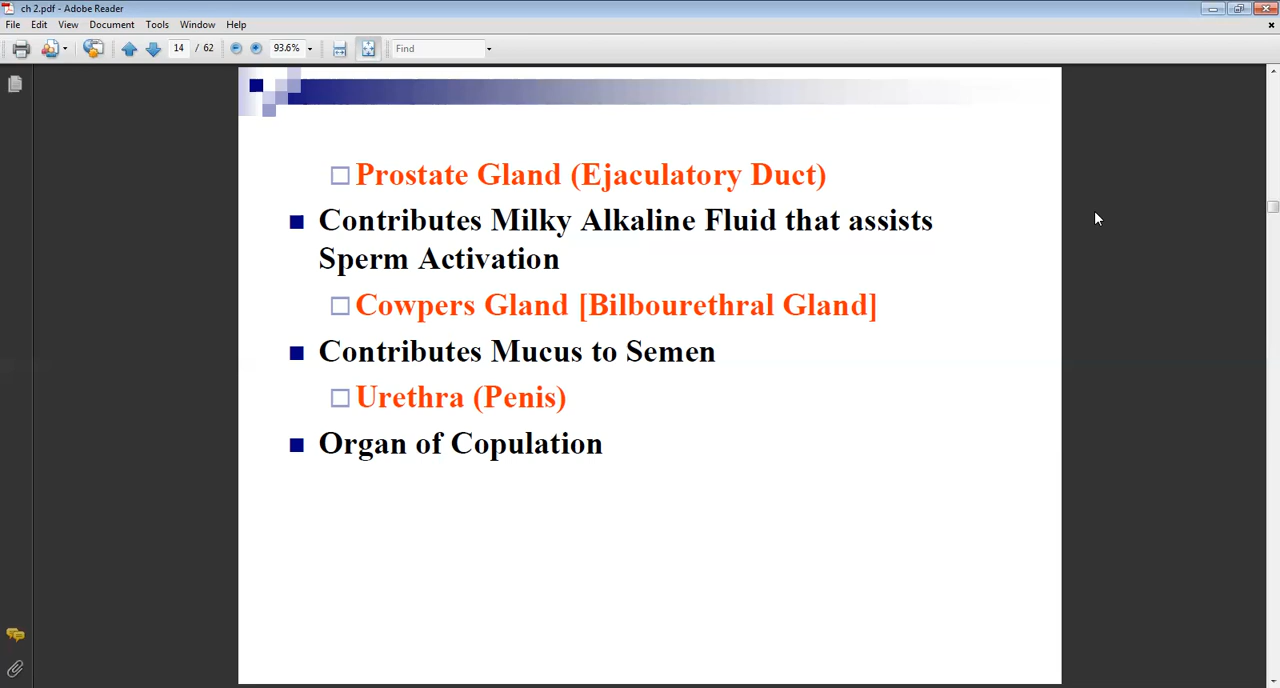 ch 2.pdf - Adobe Reader
File Edit View Document Tools Window Help
14 / 62 93.6% Find
Prostate Gland (Ejaculatory Duct)
Contributes Milky Alkaline Fluid that assists
Sperm Activation
Cowpers Gland [Bilbourethral Gland]
Contributes Mucus to Semen
Urethra (Penis)
Organ of Copulation